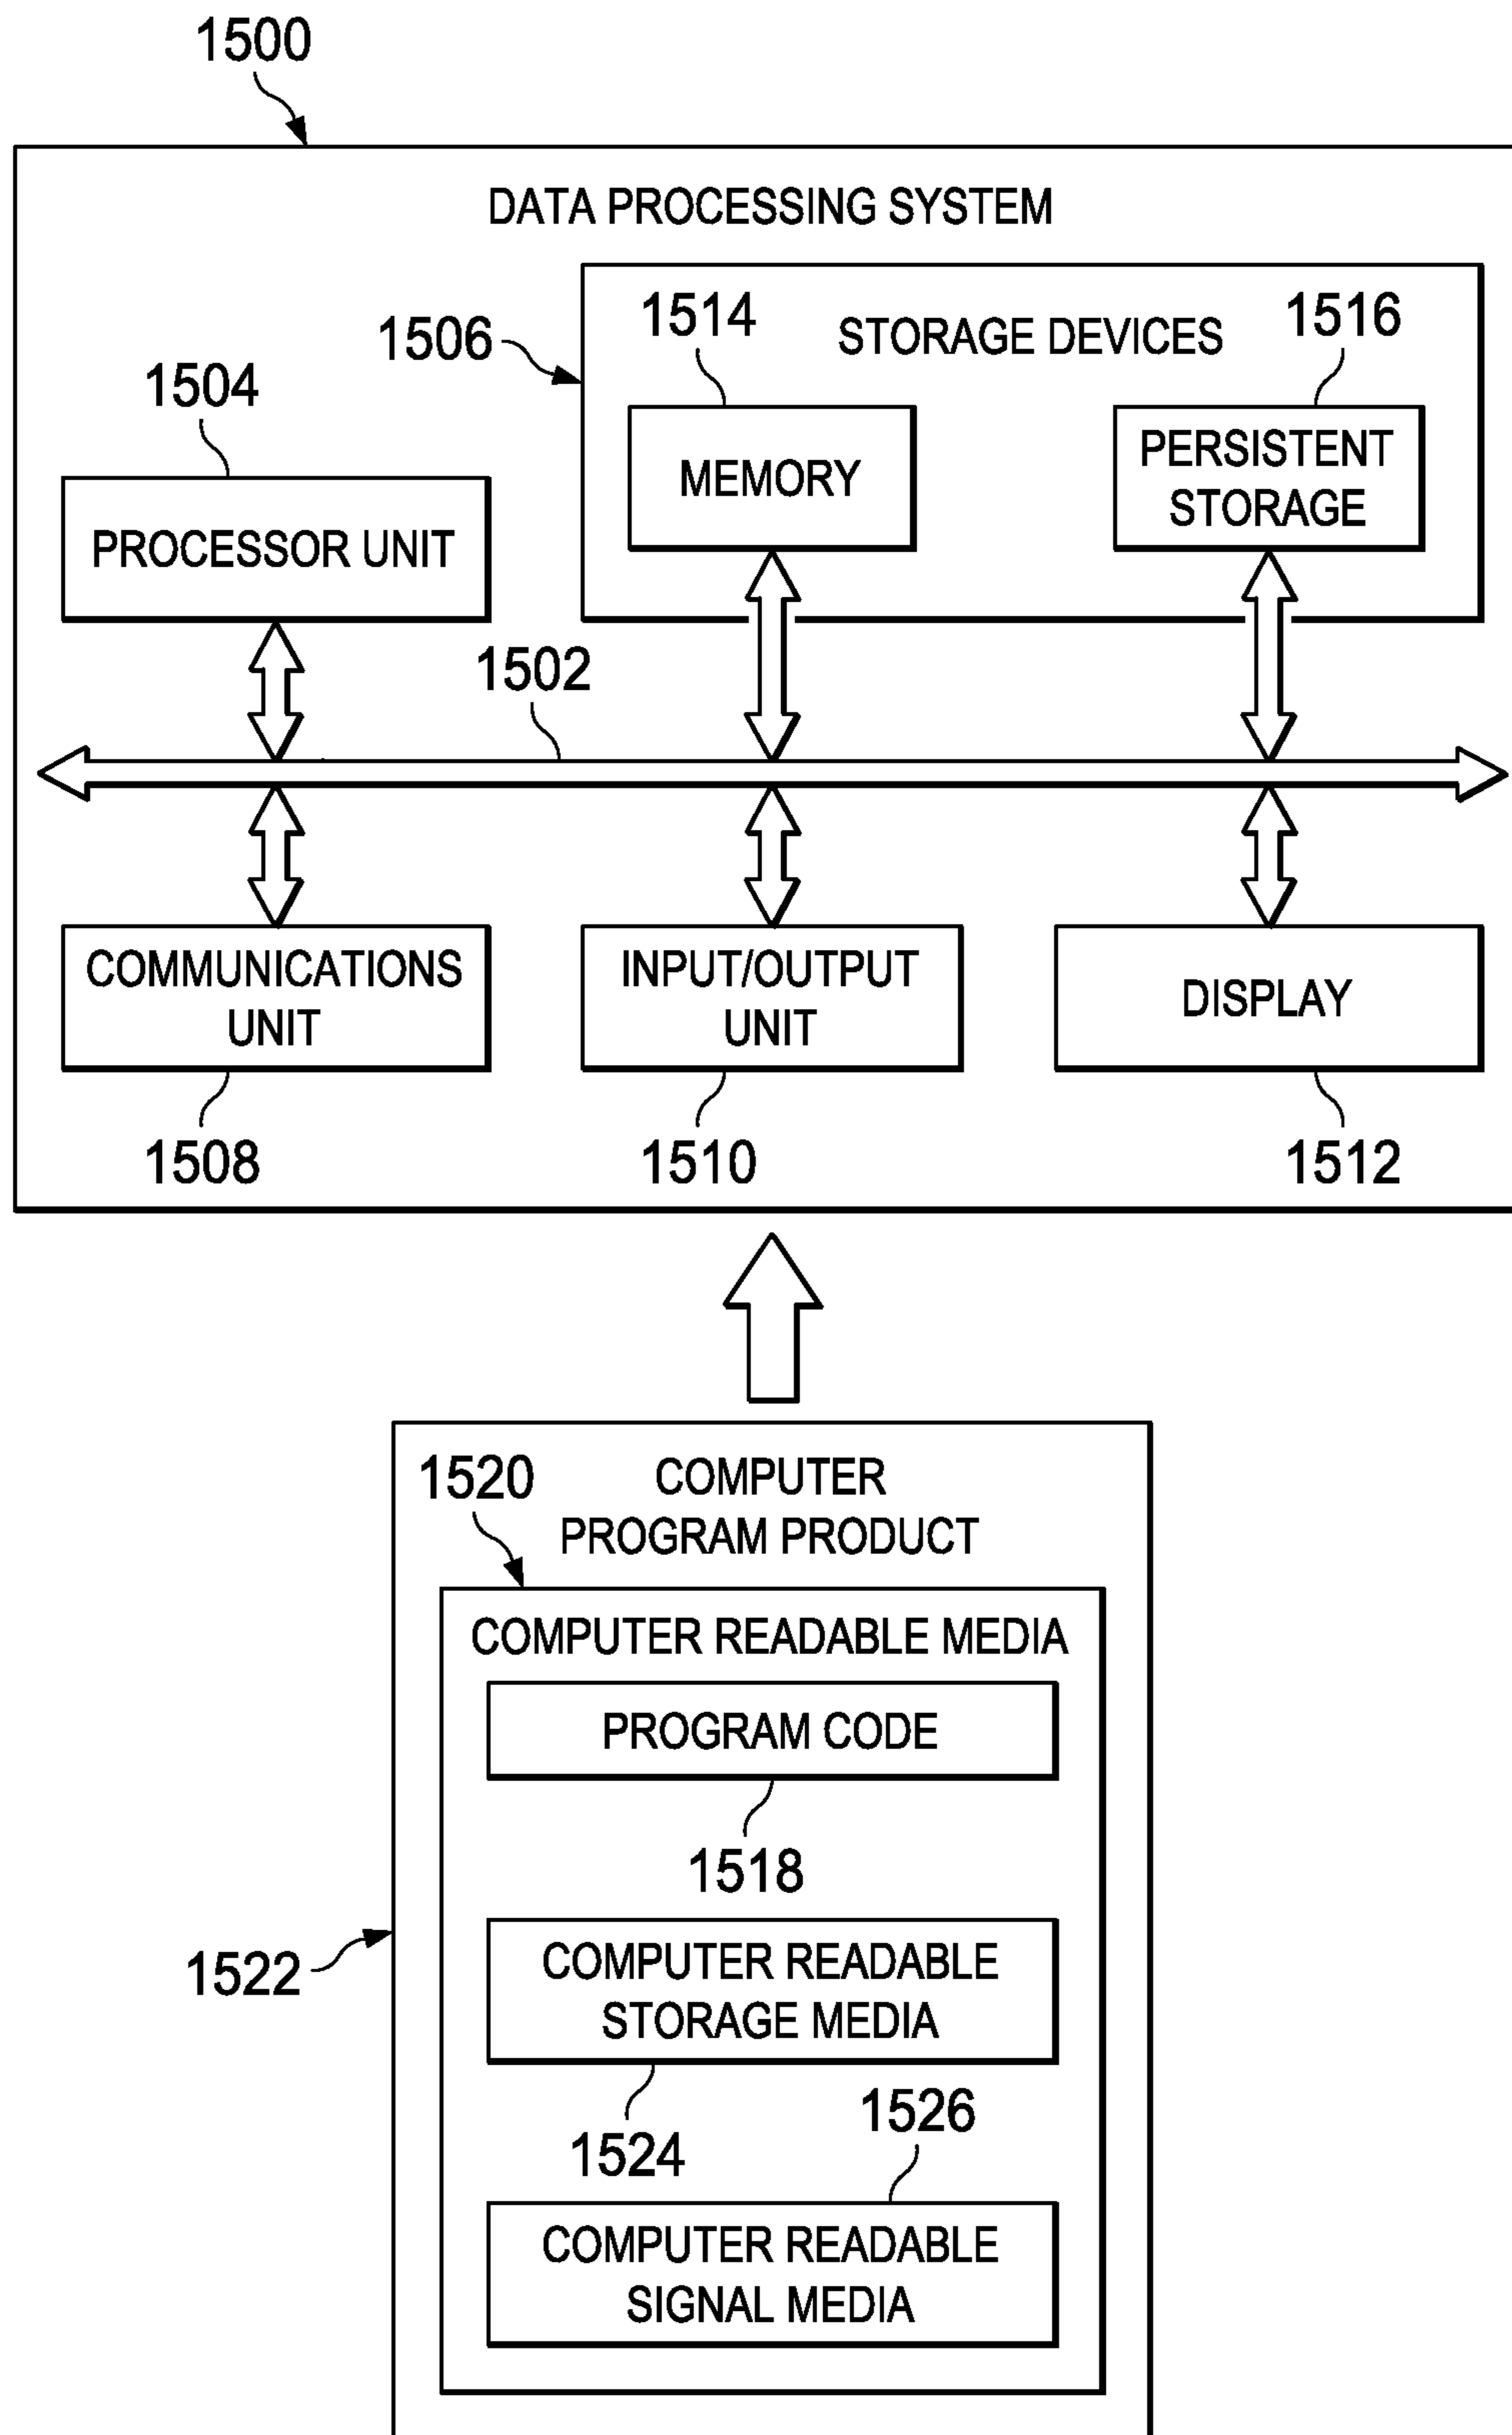 1500
DATA PROCESSING SYSTEM
1506
1514
STORAGE DEVICES
1516
1504
MEMORY
PERSISTENT
STORAGE
PROCESSOR UNIT
1502
COMMUNICATIONS
UNIT
INPUT/OUTPUT
UNIT
DISPLAY
1508
1510
1512
1520
COMPUTER
PROGRAM PRODUCT
COMPUTER READABLE MEDIA
PROGRAM CODE
1518
1522
COMPUTER READABLE
STORAGE MEDIA
1524
1526
COMPUTER READABLE
SIGNAL MEDIA